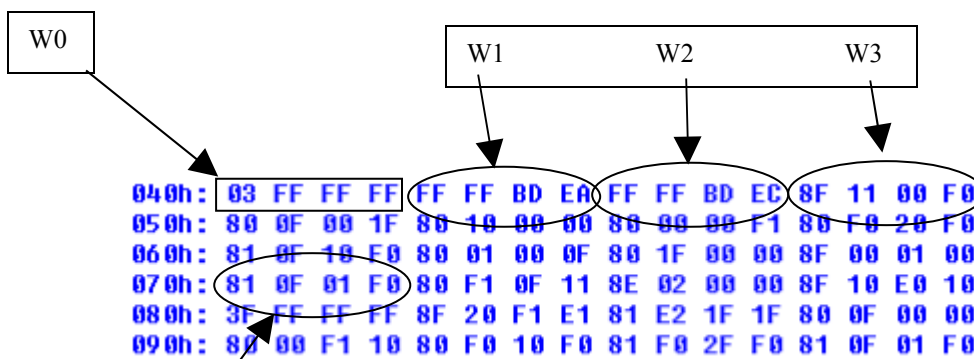 W0
W1 W2 W3
040h: 03 FF FF FF FF FF BD EA FF FF BD EC 8F 11 00 F0
050h: 80 0F 00 1F 80 10 00 00 80 00 00 F1 80 F0 20 F0
060h: 81 0F 10 F0 80 01 00 0F 80 1F 00 00 8F 00 01 00
070h: 81 0F 01 F0 80 F1 0F 11 8E 02 00 00 8F 10 E0 10
080h: 3F FF FF FF 8F 20 F1 E1 81 E2 1F 1F 80 0F 00 00
090h: 80 00 F1 10 80 F0 10 F0 81 F0 2F F0 81 0F 01 F0